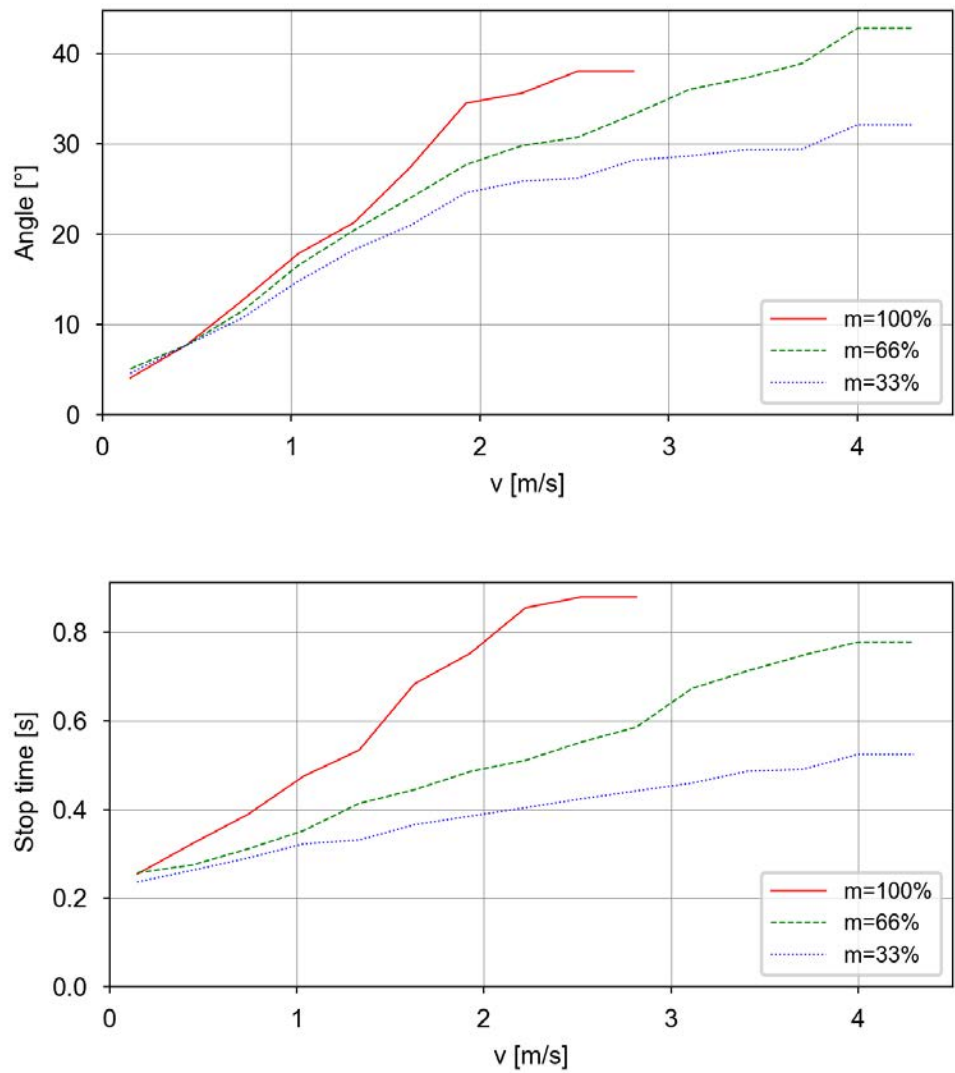 40
30
20
10
0
Angle [°]
m=100%
m=66%
m=33%
0 1 2 3 4
v [m/s]
0.8
0.6
0.4
0.2
0.0
Stop time [s]
m=100%
m=66%
m=33%
0 1 2 3 4
v [m/s]